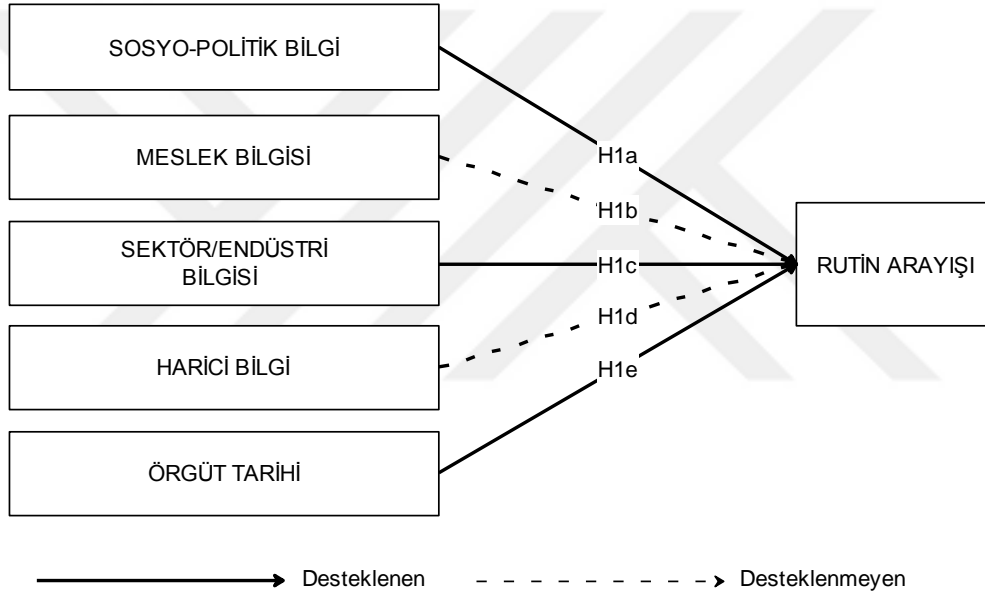 SOSYO-POLİTİK BİLGİ
MESLEK BİLGİSİ
SEKTÖR/ENDÜSTRİ
BİLGİSİ
HARİCİ BİLGİ
ÖRGÜT TARİHİ
H1a
H1b
H1c
H1d
H1e
RUTİN ARAYIŞI
Desteklenen
Desteklenmeyen